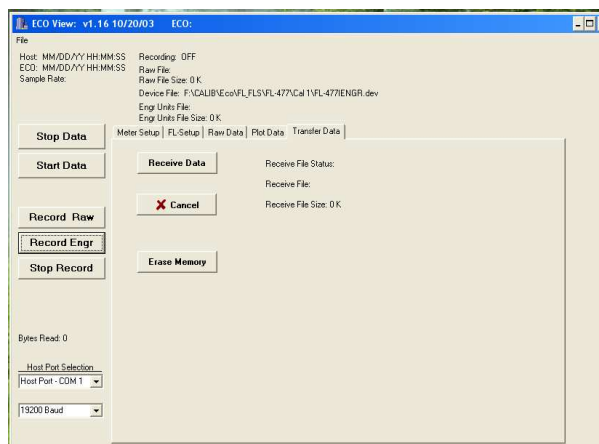 ECO View: v1.16 10/20/03 ECO:
File
Host: MM/DD/YY HH:MM:SS Recording: OFF
ECO: MM/DD/YY HH:MM:SS Raw File:
Sample Rate: Raw File Size: 0 K
Device File: F:\CALIB\Eco\FL_FLS\FL-477\Cal 1\FL-477IENGR.dev
Engr Units File:
Engr Units File Size: 0 K
Meter Setup FL-Setup Raw Data Plot Data Transfer Data
Stop Data
Start Data
Record Raw
Record Engr
Stop Record
Receive Data Receive File Status:
Receive File:
Cancel Receive File Size: 0 K
Erase Memory
Bytes Read: 0
Host Port Selection
Host Port - COM 1
19200 Baud